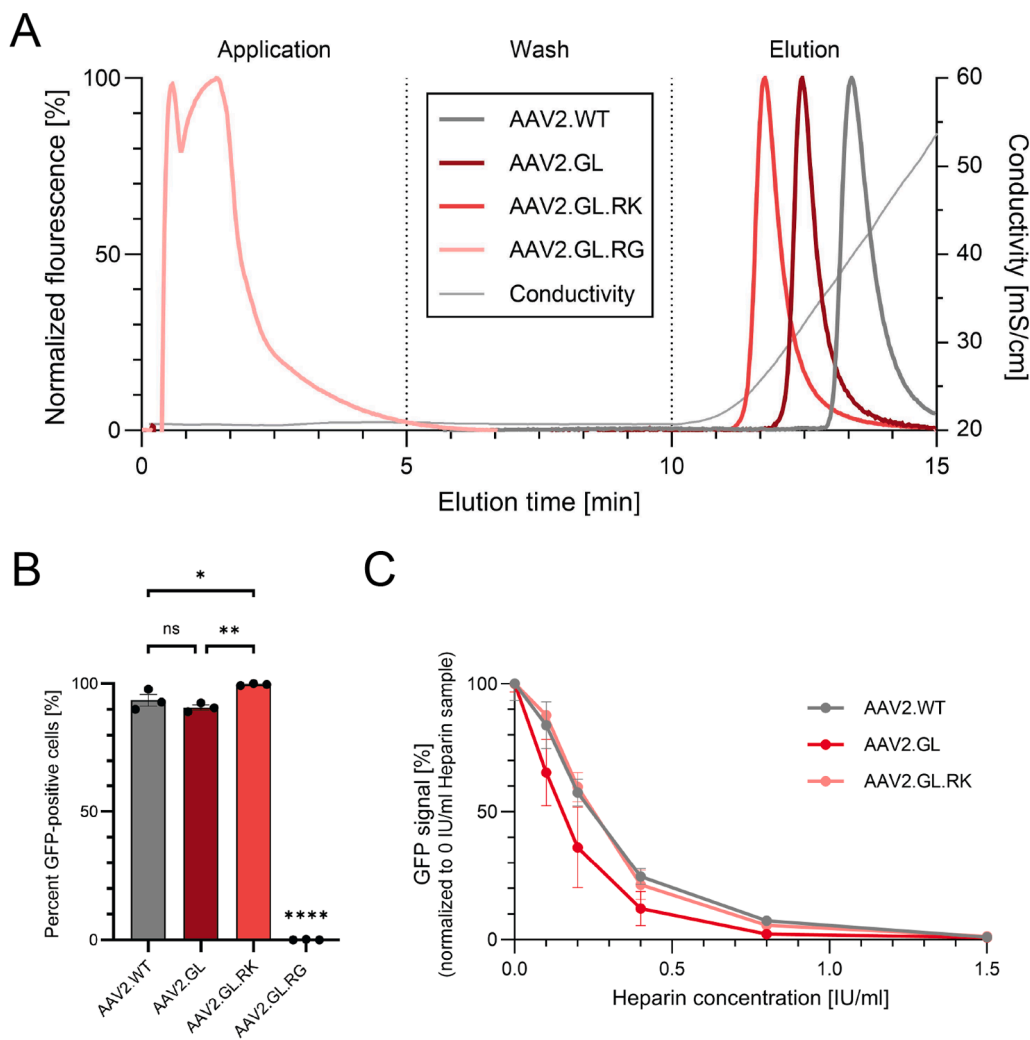 A
Application Wash Elution
Normalized flourescence [%]
100
50
0
AAV2.WT
AAV2.GL
AAV2.GL.RK
AAV2.GL.RG
Conductivity
60
50
40
30
20
Conductivity [mS/cm]
0 5 10 15
Elution time [min]
B
*
ns **
Percent GFP-positive cells [%]
100
50
0
****
AAV2.WT
AAV2.GL
AAV2.GL.RK
AAV2.GL.RG
C
GFP signal [%]
(normalized to 0 IU/ml Heparin sample)
100
50
0
AAV2.WT
AAV2.GL
AAV2.GL.RK
0.0 0.5 1.0 1.5
Heparin concentration [IU/ml]